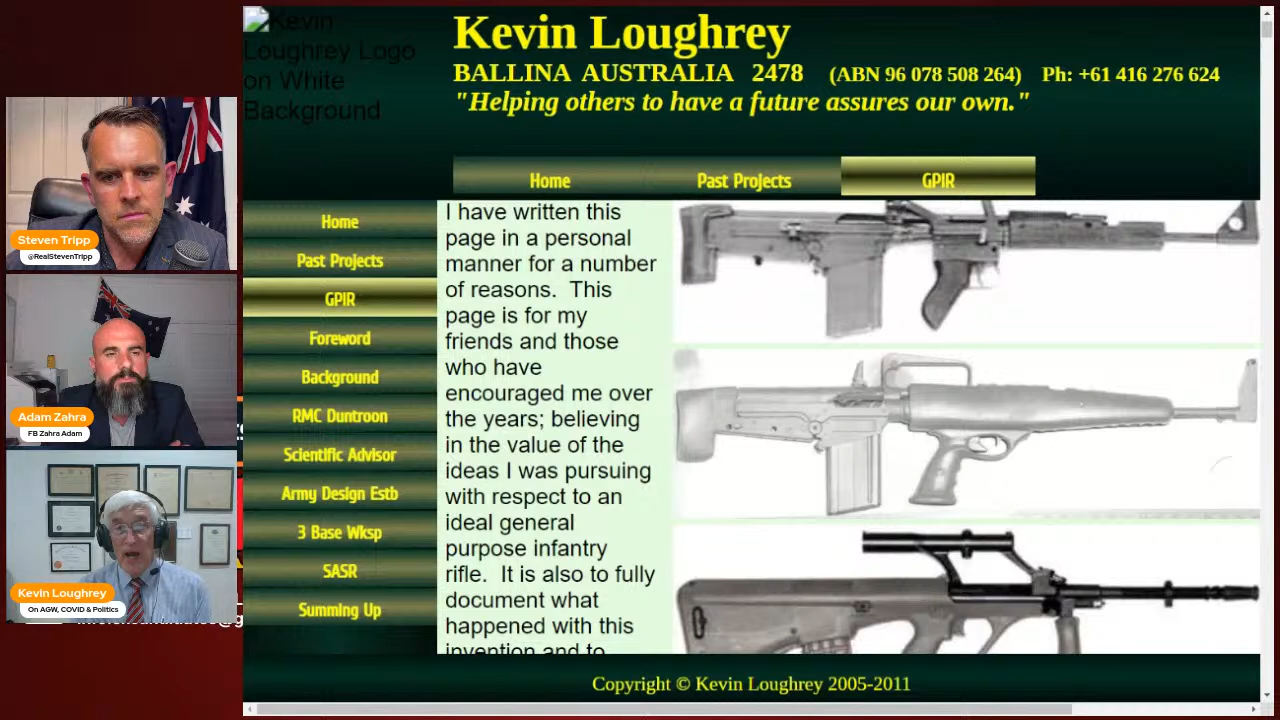 Kevin
Loughrey Logo
on White
Background
Kevin Loughrey
BALLINA AUSTRALIA 2478 (ABN 96 078 508 264) Ph: +61 416 276 624
"Helping others to have a future assures our own."
Home Past Projects GPIR
Home
Past Projects
GPIR
Foreword
Background
RMC Duntroon
Scientific Advisor
Army Design Estb
3 Base Wksp
SASR
Summing Up
I have written this
page in a personal
manner for a number
of reasons. This
page is for my
friends and those
who have
encouraged me over
the years; believing
in the value of the
ideas I was pursuing
with respect to an
ideal general
purpose infantry
rifle. It is also to fully
document what
happened with this
invention and to
Copyright © Kevin Loughrey 2005-2011
Steven Tripp
@RealStevenTripp
Adam Zahra
FB Zahra Adam
Kevin Loughrey
On AGW, COVID & Politics